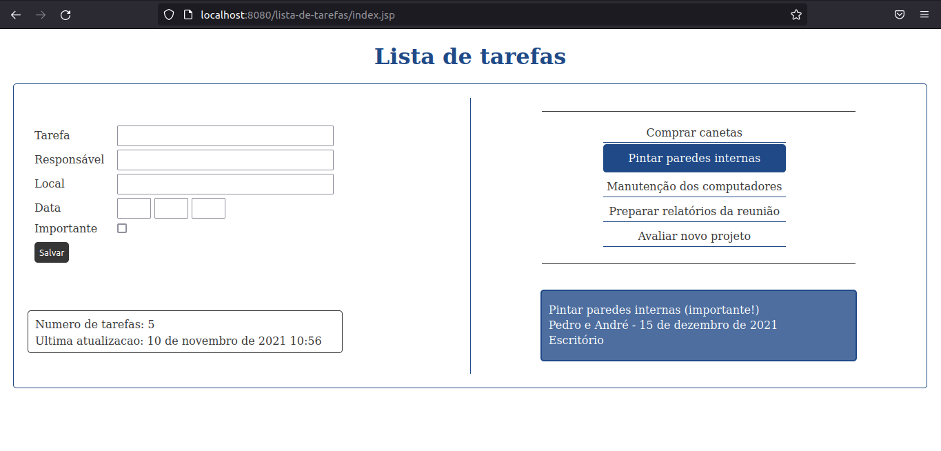 localhost:8080/lista-de-tarefas/index.jsp
Lista de tarefas
Tarefa
Responsável
Local
Data
Importante
Salvar
Numero de tarefas: 5
Ultima atualizacao: 10 de novembro de 2021 10:56
Comprar canetas
Pintar paredes internas
Manutenção dos computadores
Preparar relatórios da reunião
Avaliar novo projeto
Pintar paredes internas (importante!)
Pedro e André - 15 de dezembro de 2021
Escritório